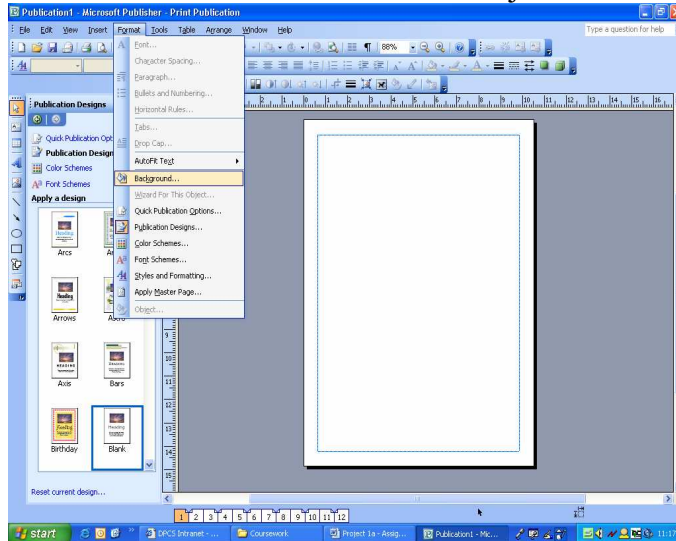 Publication1 - Microsoft Publisher - Print Publication
File Edit View Insert Format Tools Table Arrange Window Help
Type a question for help
88%
Font...
Character Spacing...
Paragraph...
Bullets and Numbering...
Horizontal Rules...
Tabs...
Drop Cap...
AutoFit Text
Background...
Wizard For This Object...
Quick Publication Options...
Publication Designs...
Color Schemes...
Font Schemes...
Styles and Formatting...
Apply Master Page...
Object...
Publication Designs
Quick Publication Opt
Publication Design
Color Schemes
Font Schemes
Apply a design
Arcs
Arrows
Axis
Bars
Birthday
Blank
Reset current design...
1 2 3 4 5 6 7 8 9 10 11 12
start
DPCS Intranet - ...
Coursework
Project 1a - Assig...
Publication1 - Mic...
11:17